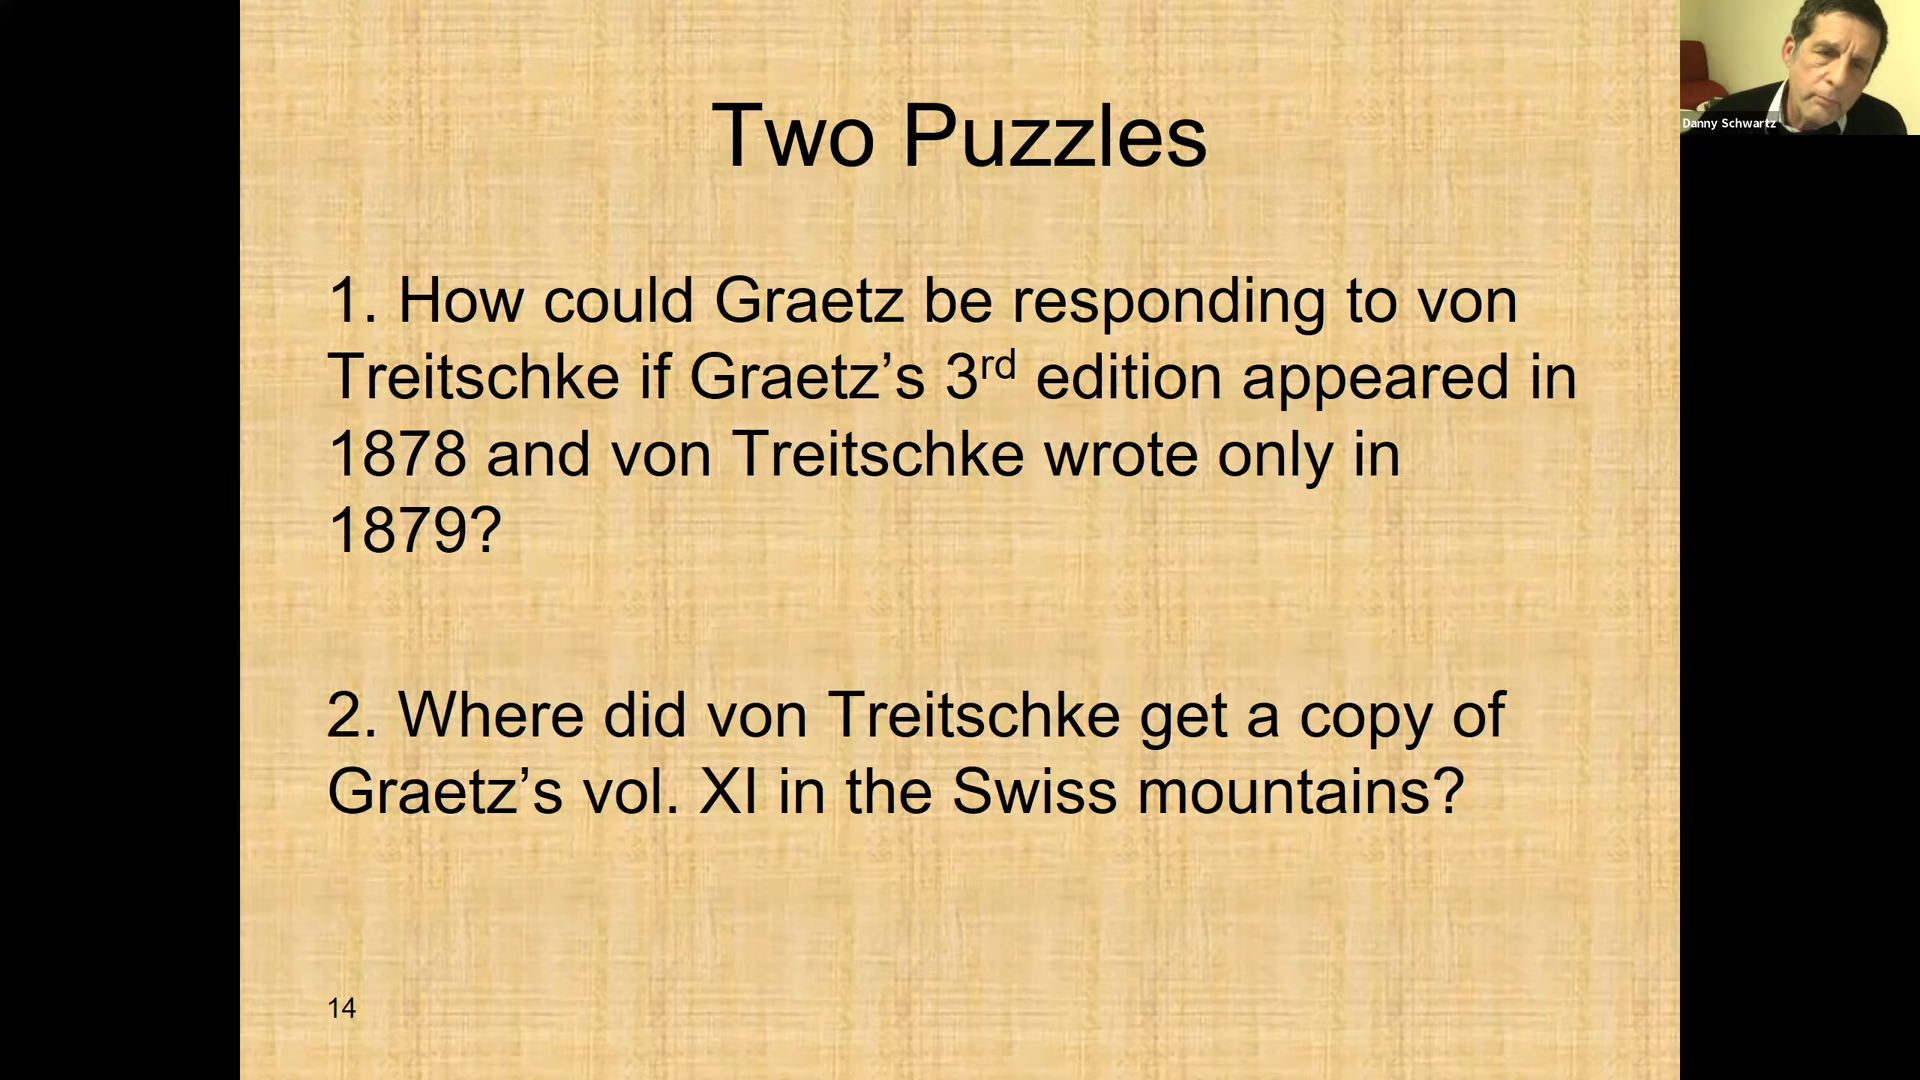 Two Puzzles
1. How could Graetz be responding to von
Treitschke if Graetz’s 3rd edition appeared in
1878 and von Treitschke wrote only in
1879?
2. Where did von Treitschke get a copy of
Graetz’s vol. XI in the Swiss mountains?
14
Danny Schwartz